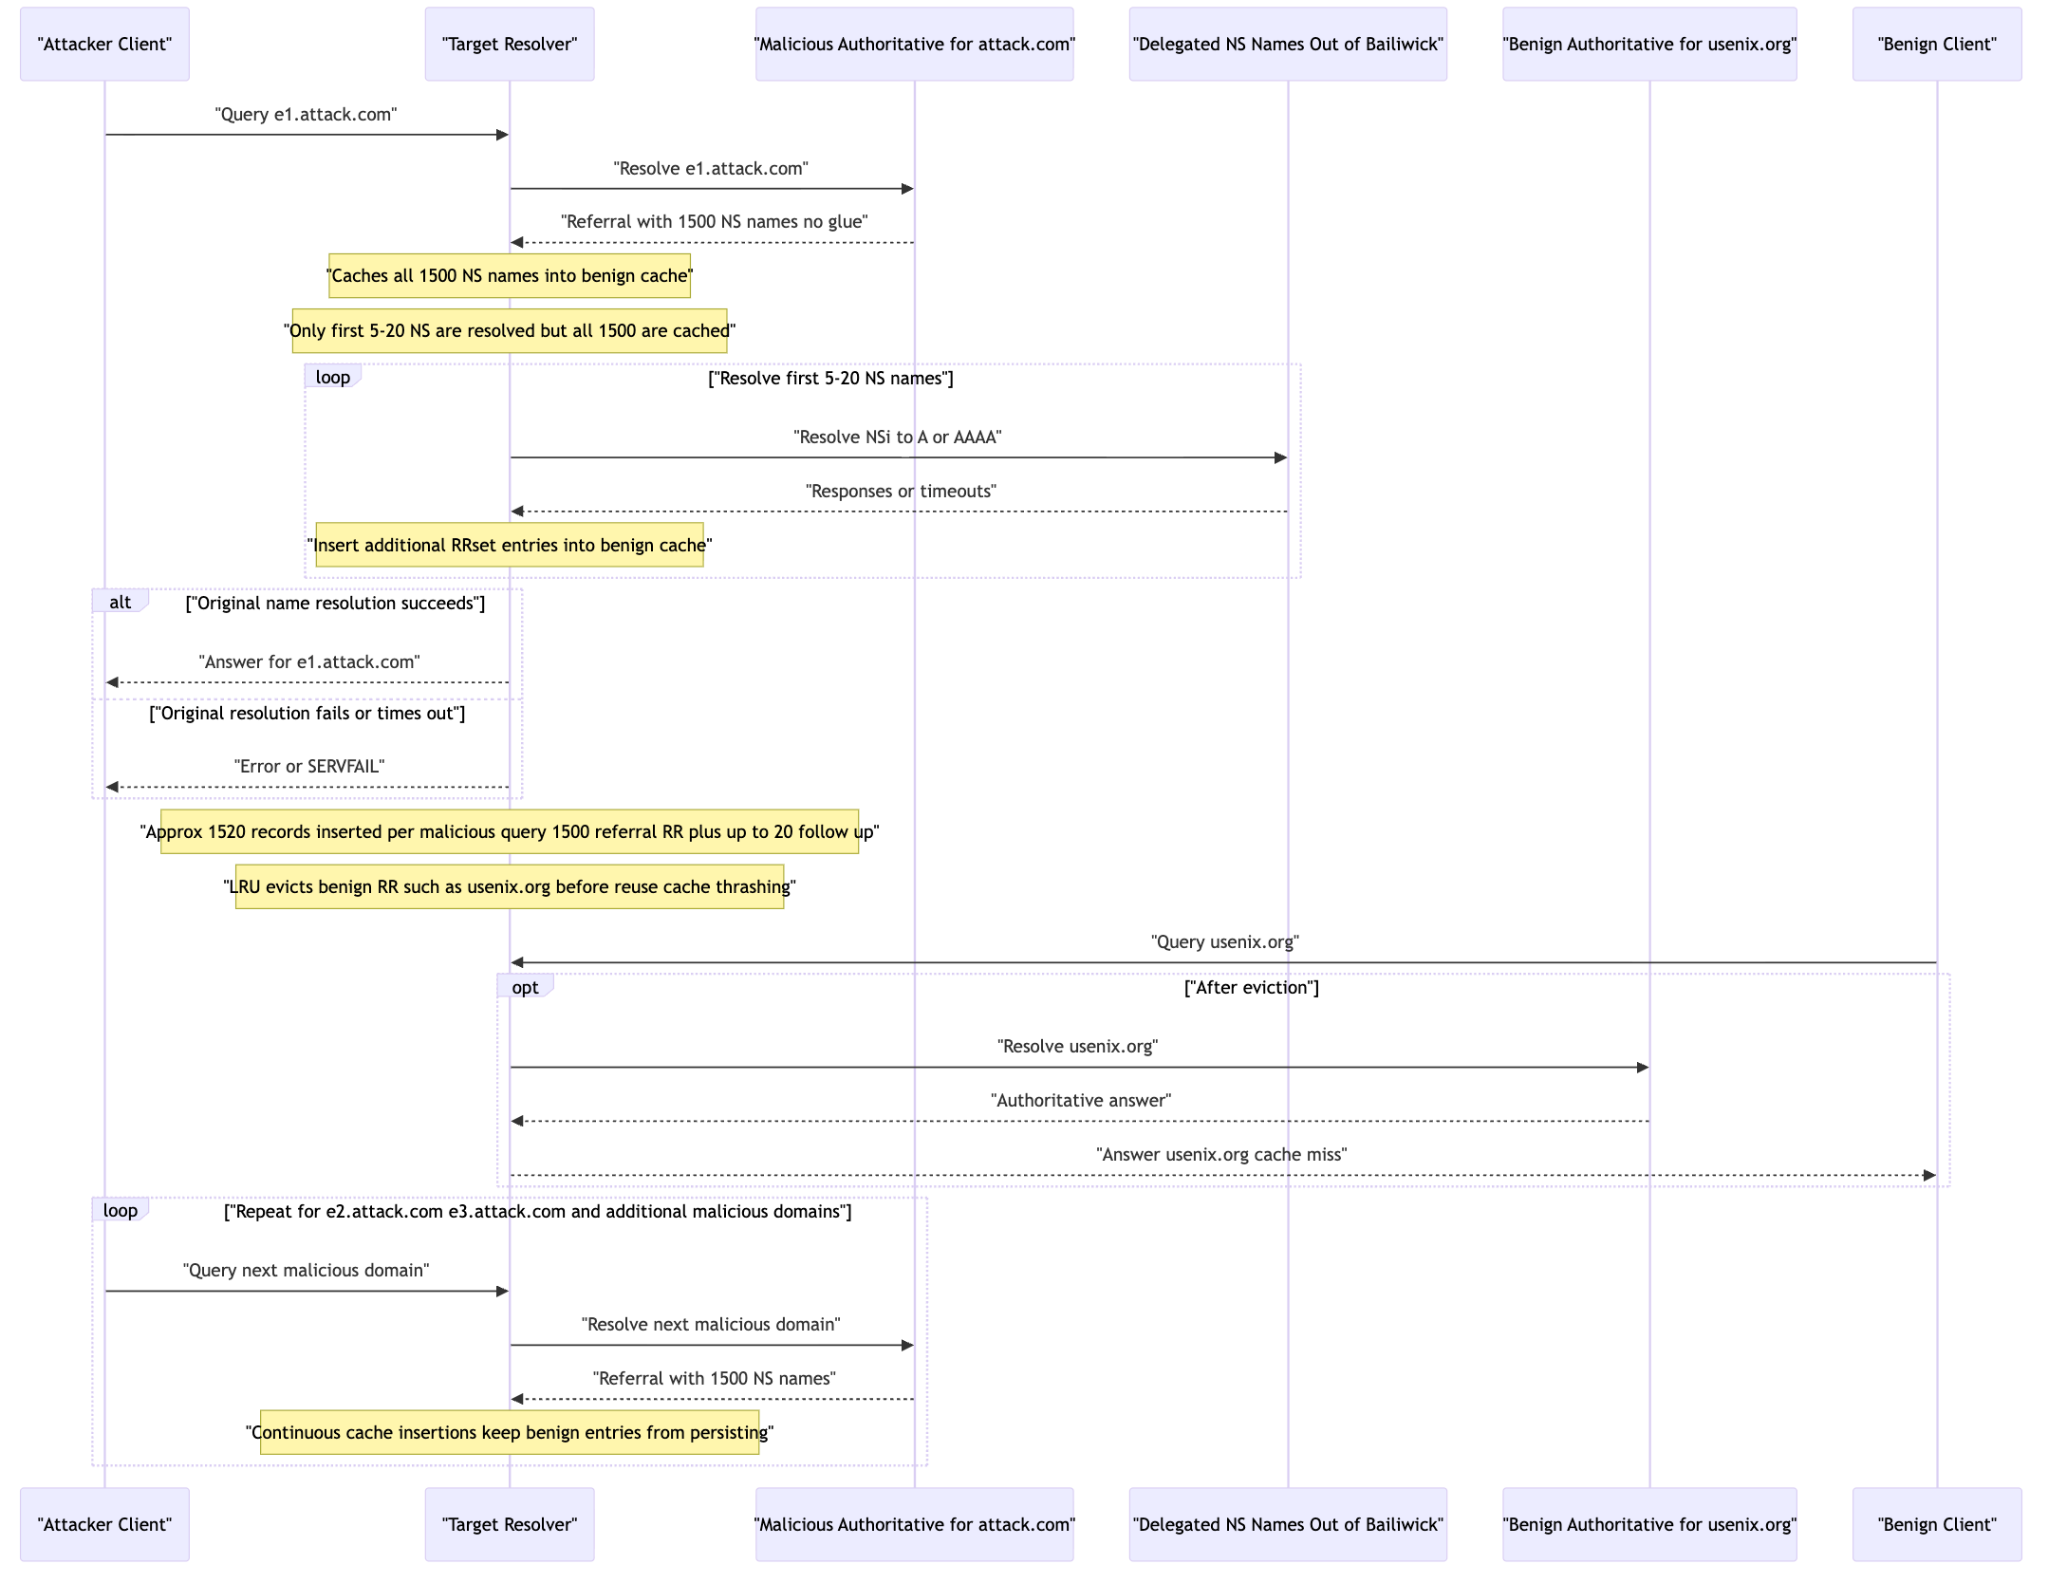 "Attacker Client"
"Target Resolver"
"Malicious Authoritative for attack.com"
"Delegated NS Names Out of Bailiwick"
"Benign Authoritative for usenix.org"
"Benign Client"
"Query e1.attack.com"
"Resolve e1.attack.com"
"Referral with 1500 NS names no glue"
"Caches all 1500 NS names into benign cache"
"Only first 5-20 NS are resolved but all 1500 are cached"
loop
["Resolve first 5-20 NS names"]
"Resolve NSi to A or AAAA"
"Responses or timeouts"
"Insert additional RRset entries into benign cache"
alt
["Original name resolution succeeds"]
"Answer for e1.attack.com"
["Original resolution fails or times out"]
"Error or SERVFAIL"
"Approx 1520 records inserted per malicious query 1500 referral RR plus up to 20 follow up"
"LRU evicts benign RR such as usenix.org before reuse cache thrashing"
"Query usenix.org"
opt
["After eviction"]
"Resolve usenix.org"
"Authoritative answer"
"Answer usenix.org cache miss"
loop
["Repeat for e2.attack.com e3.attack.com and additional malicious domains"]
"Query next malicious domain"
"Resolve next malicious domain"
"Referral with 1500 NS names"
"Continuous cache insertions keep benign entries from persisting"
"Attacker Client"
"Target Resolver"
"Malicious Authoritative for attack.com"
"Delegated NS Names Out of Bailiwick"
"Benign Authoritative for usenix.org"
"Benign Client"